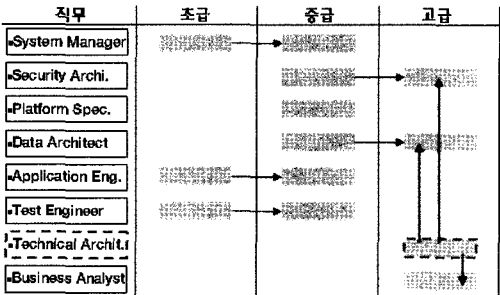 직무 초급 중급 고급
▪System Manager
▪Security Archi.
▪Platform Spec.
▪Data Architect
▪Application Eng.
▪Test Engineer
▪Technical Archit.
▪Business Analyst